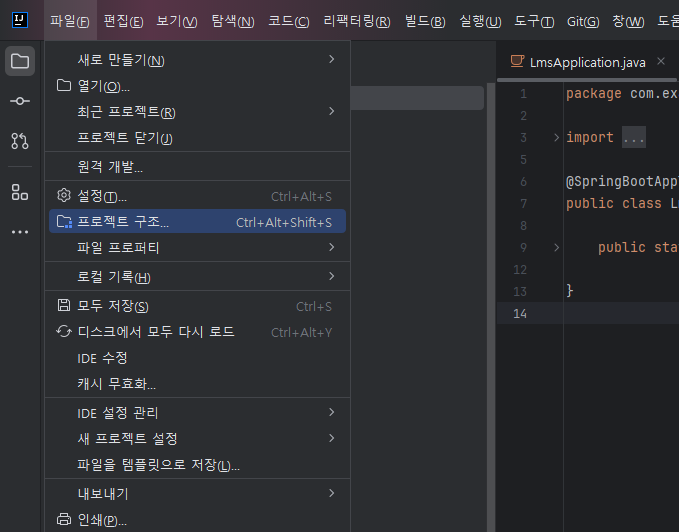 IJ
파일(F) 편집(E) 보기(V) 탐색(N) 코드(C) 리팩터링(R) 빌드(B) 실행(U) 도구(T) Git(G) 창(W)
새로 만들기(N)
열기(O)...
최근 프로젝트(R)
프로젝트 닫기(J)
원격 개발...
설정(T)... Ctrl+Alt+S
프로젝트 구조... Ctrl+Alt+Shift+S
파일 프로퍼티
로컬 기록(H)
모두 저장(S) Ctrl+S
디스크에서 모두 다시 로드 Ctrl+Alt+Y
IDE 수정
캐시 무효화...
IDE 설정 관리
새 프로젝트 설정
파일을 템플릿으로 저장(L)...
내보내기
인쇄(P)...
LmsApplication.java
1 package com.ex
2
3 import ...
5
6 @SpringBootApp
7 public class L
8
9 public sta
12
13 }
14